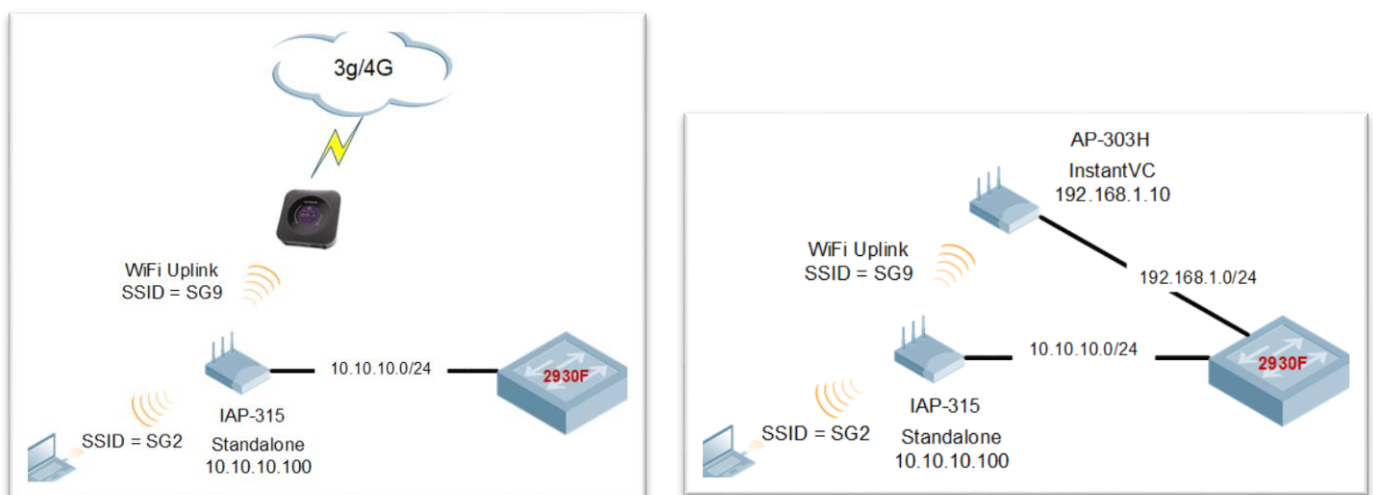 3g/4G
WiFi Uplink
SSID = SG9
10.10.10.0/24
2930F
IAP-315
SSID = SG2
Standalone
10.10.10.100
AP-303H
InstantVC
192.168.1.10
WiFi Uplink
SSID = SG9
192.168.1.0/24
10.10.10.0/24
2930F
IAP-315
SSID = SG2
Standalone
10.10.10.100